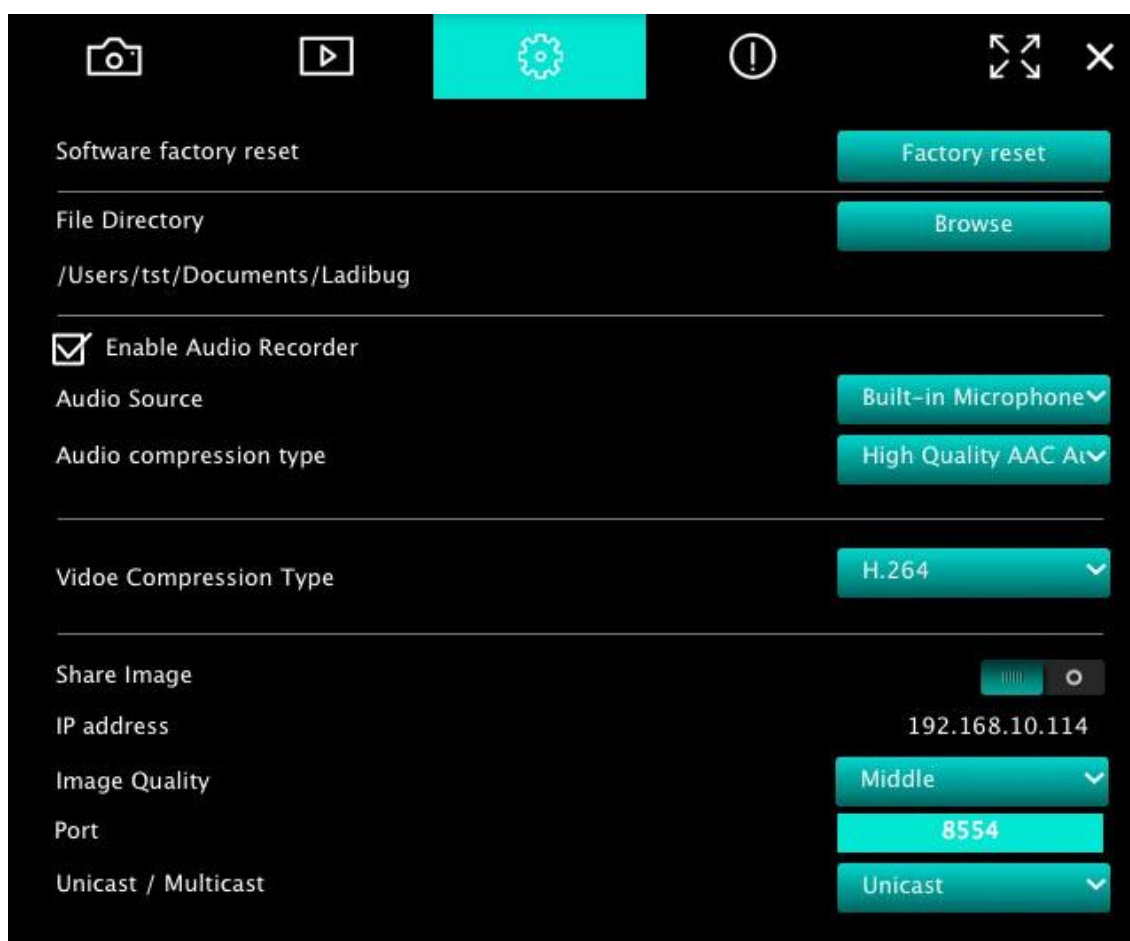 Software factory reset Factory reset
File Directory Browse
/Users/tst/Documents/Ladibug
Enable Audio Recorder
Audio Source Built-in Microphone
Audio compression type High Quality AAC Au
Vidoe Compression Type H.264
Share Image
IP address 192.168.10.114
Image Quality Middle
Port 8554
Unicast / Multicast Unicast